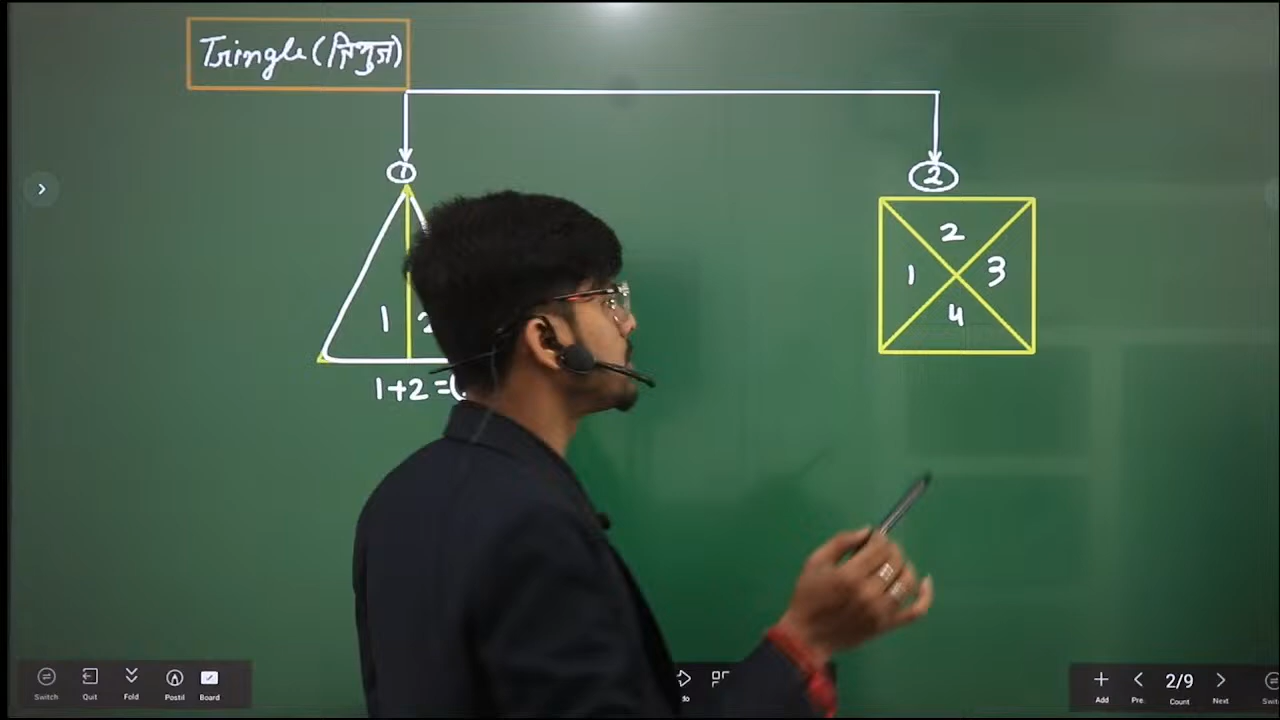 Tringle (त्रिभुज)
1
2
2
1
3
4
1 2
1+2=(
Switch Quit Fold Postil Board
Add Pre. 2/9 Count Next